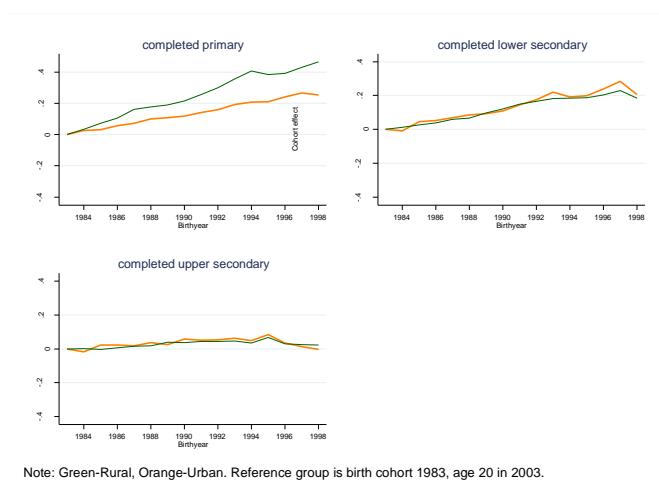 completed primary
.4
.2
0
-.2
-.4
Cohort effect
1984 1986 1988 1990 1992 1994 1996 1998
Birthyear
completed lower secondary
.4
.2
0
-.2
-.4
1984 1986 1988 1990 1992 1994 1996 1998
Birthyear
completed upper secondary
.4
.2
0
-.2
-.4
1984 1986 1988 1990 1992 1994 1996 1998
Birthyear
Note: Green-Rural, Orange-Urban. Reference group is birth cohort 1983, age 20 in 2003.